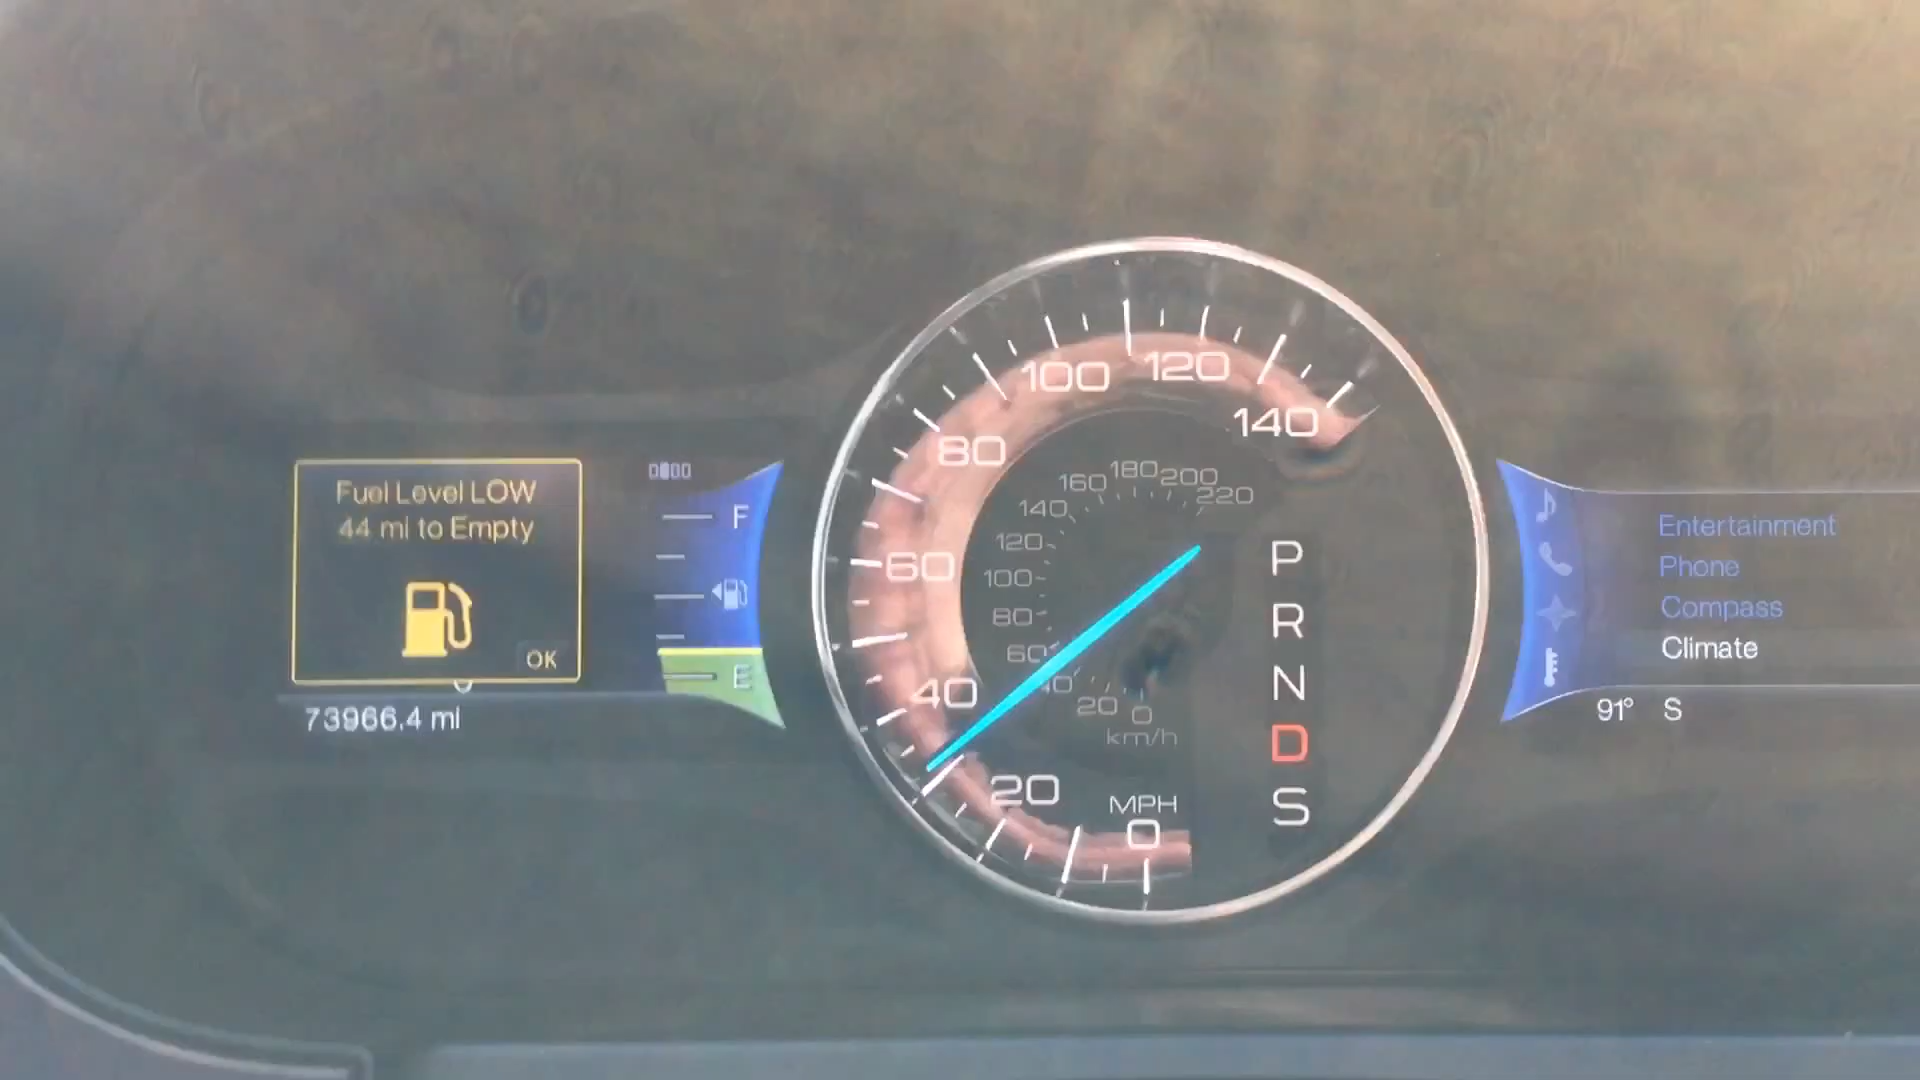 Fuel Level LOW
44 mi to Empty
OK
73966.4 mi
F
E
0
20
40
60
80
100
120
140
MPH
0
20
40
60
80
100
120
140
160
180
200
220
km/h
P
R
N
D
S
Entertainment
Phone
Compass
Climate
91° S